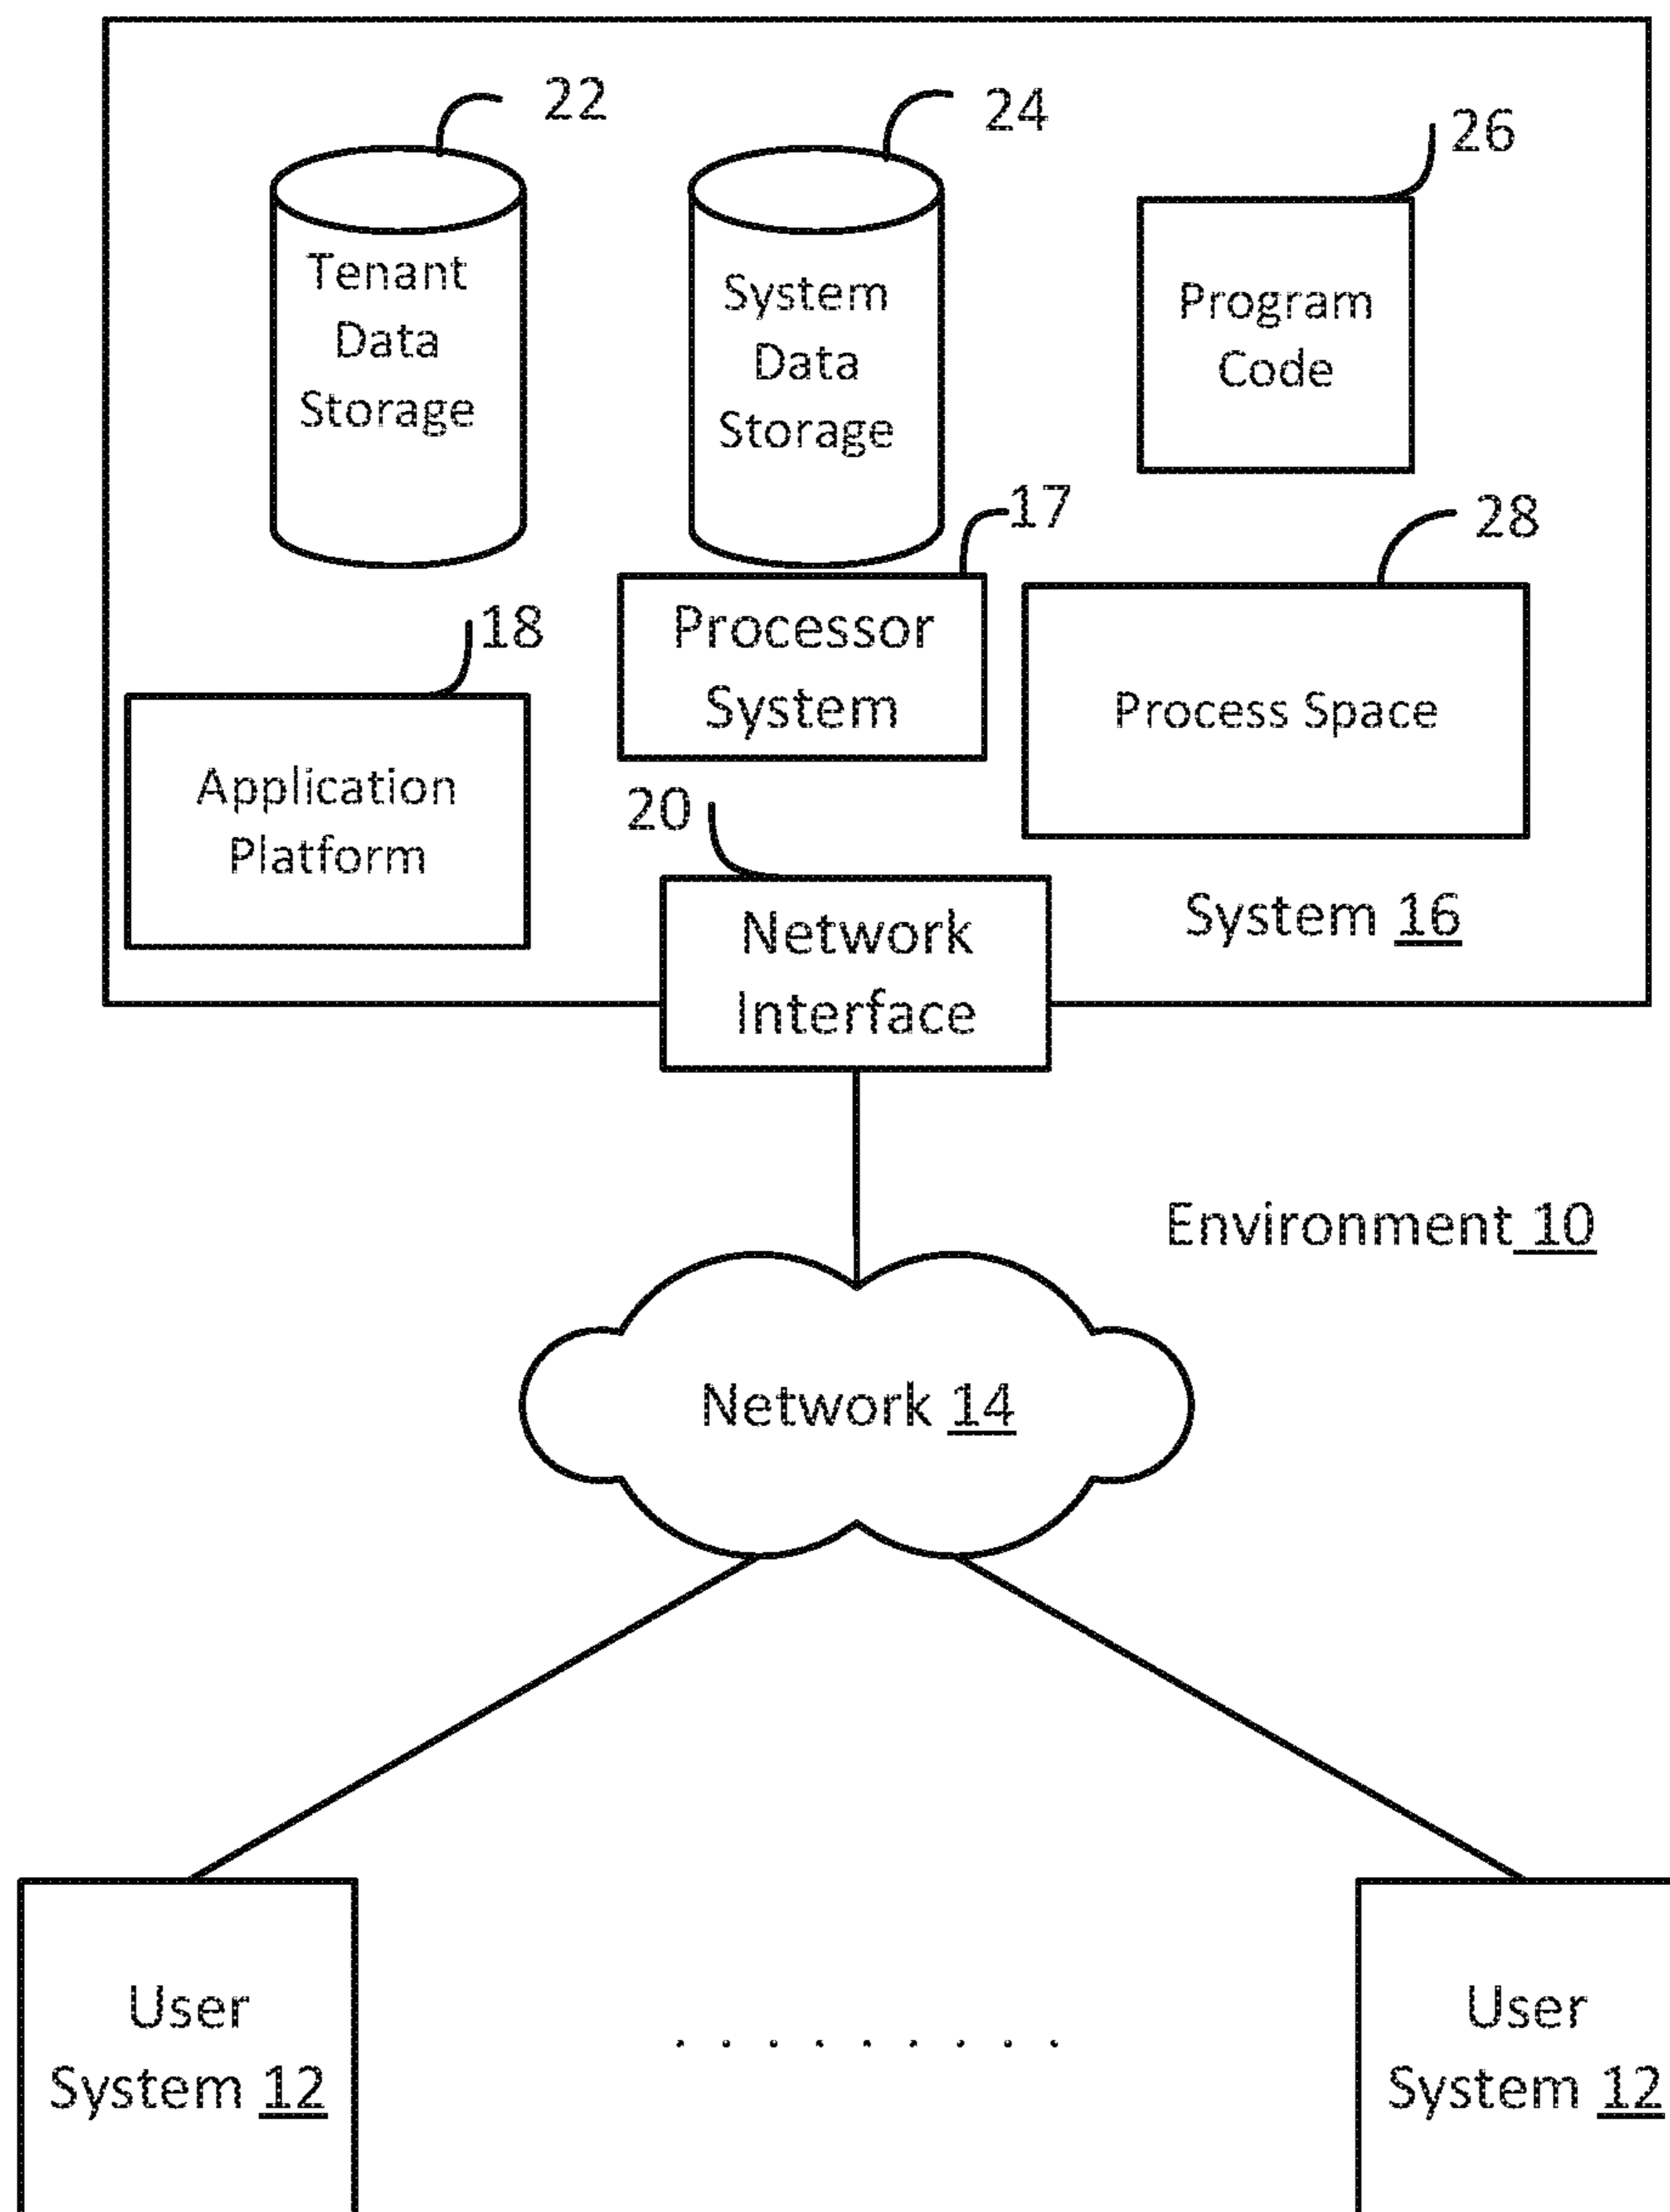 22
24
26
Tenant
Data
Storage
System
Data
Storage
Program
Code
17
28
18
Processor
System
Process Space
Application
Platform
20
Network
Interface
System 16
Environment 10
Network 14
User
System 12
User
System 12